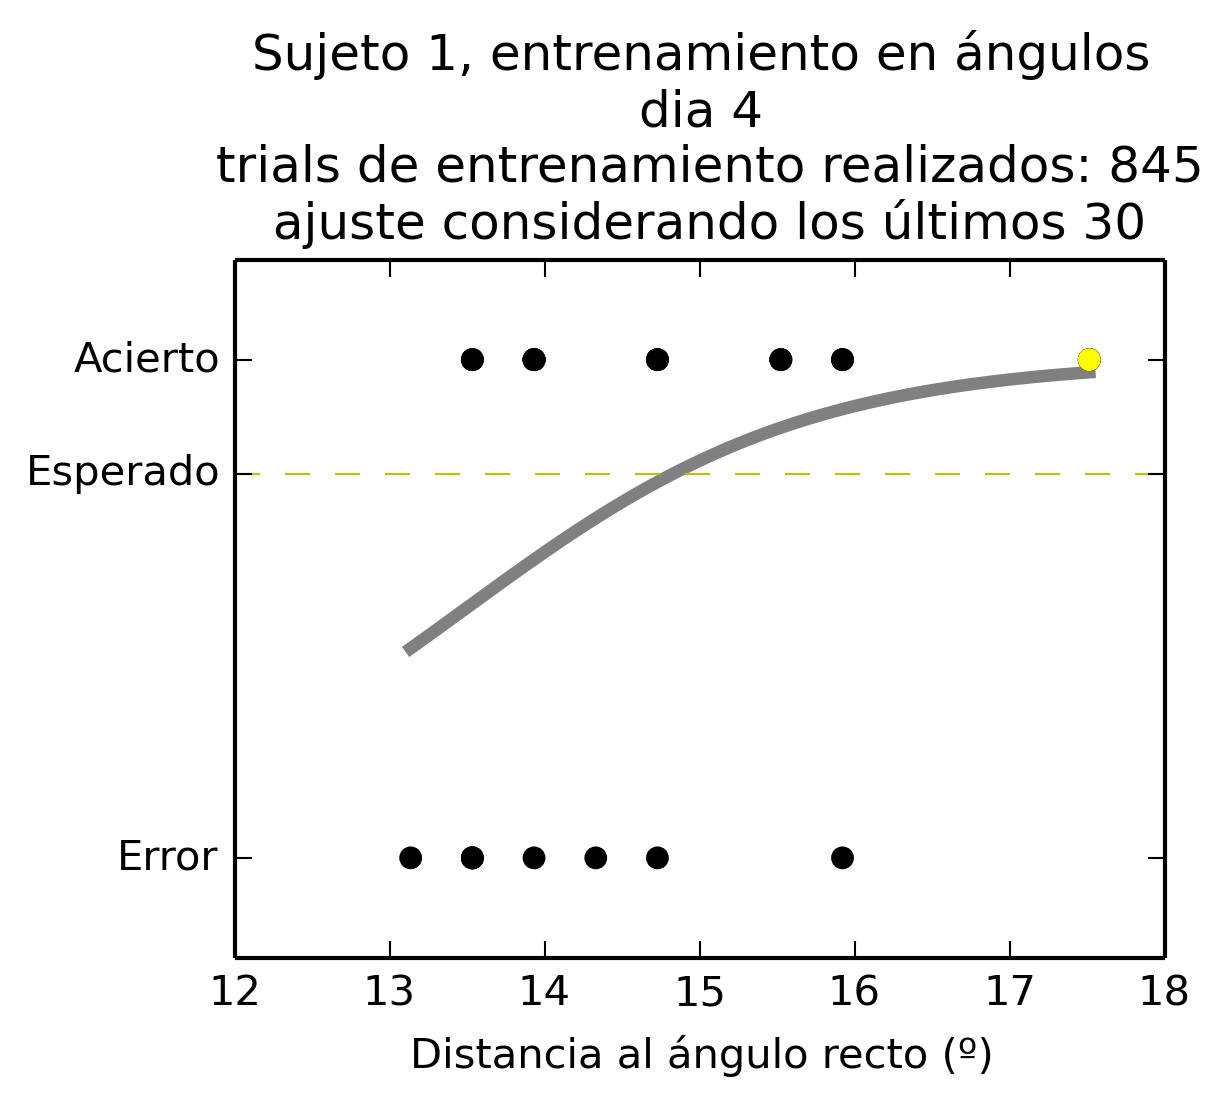 Sujeto 1, entrenamiento en ángulos
dia 4
trials de entrenamiento realizados: 845
ajuste considerando los últimos 30
Acierto
Esperado
Error
12 13 14 15 16 17 18
Distancia al ángulo recto (º)